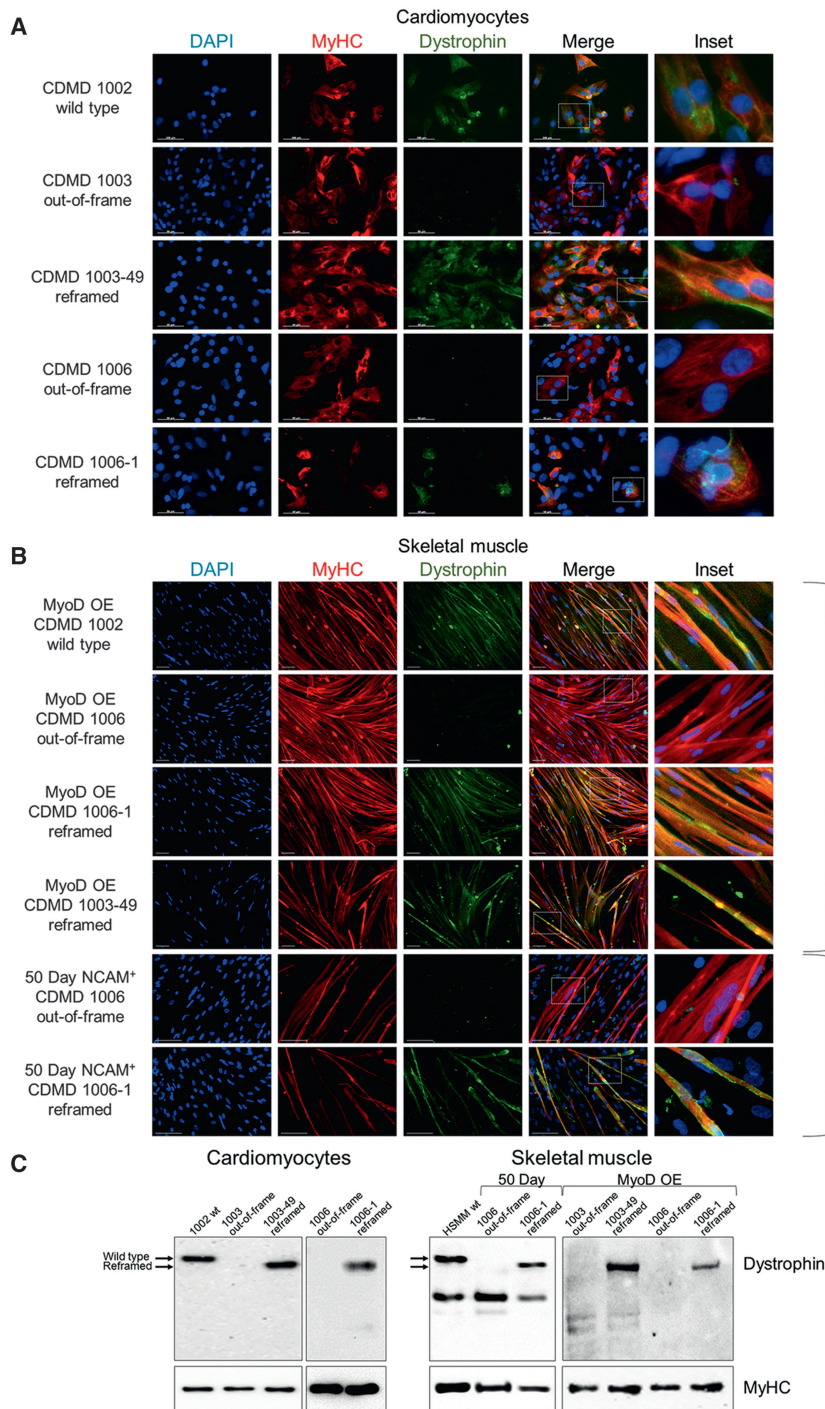 A
Cardiomyocytes
DAPI MyHC Dystrophin Merge Inset
CDMD 1002
wild type
CDMD 1003
out-of-frame
CDMD 1003-49
reframed
CDMD 1006
out-of-frame
CDMD 1006-1
reframed
B
Skeletal muscle
DAPI MyHC Dystrophin Merge Inset
MyoD OE
CDMD 1002
wild type
MyoD OE
CDMD 1006
out-of-frame
MyoD OE
CDMD 1006-1
reframed
MyoD OE
CDMD 1003-49
reframed
50 Day NCAM⁺
CDMD 1006
out-of-frame
50 Day NCAM⁺
CDMD 1006-1
reframed
C
Cardiomyocytes Skeletal muscle
50 Day MyoD OE
1002 wt
1003
out-of-frame
1003-49
reframed
1006
out-of-frame
1006-1
reframed
HSMM wt
1006
out-of-frame
1006-1
reframed
1003
out-of-frame
1003-49
reframed
1006
out-of-frame
1006-1
reframed
Wild type
Reframed
Dystrophin
MyHC